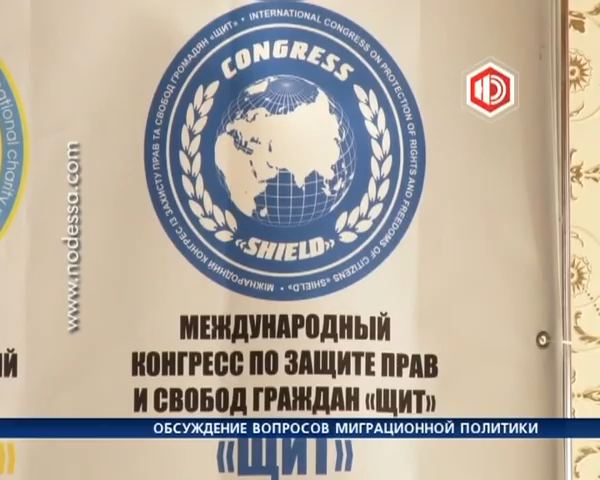 INTERNATIONAL CONGRESS ON PROTECTION OF RIGHTS AND FREEDOMS OF CITIZENS «SHIELD»
МІЖНАРОДНИЙ КОНГРЕС ІЗ ЗАХИСТУ ПРАВ ТА СВОБОД ГРОМАДЯН «ЩИТ»
CONGRESS
«SHIELD»
www.nodessa.com
МЕЖДУНАРОДНЫЙ
КОНГРЕСС ПО ЗАЩИТЕ ПРАВ
И СВОБОД ГРАЖДАН «ЩИТ»
ОБСУЖДЕНИЕ ВОПРОСОВ МИГРАЦИОННОЙ ПОЛИТИКИ
«ЩИТ»
charity